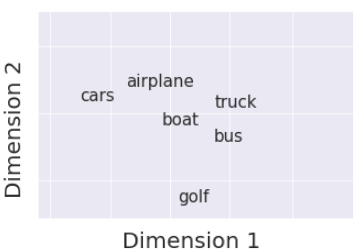 Dimension 2
airplane
cars
truck
boat
bus
golf
Dimension 1